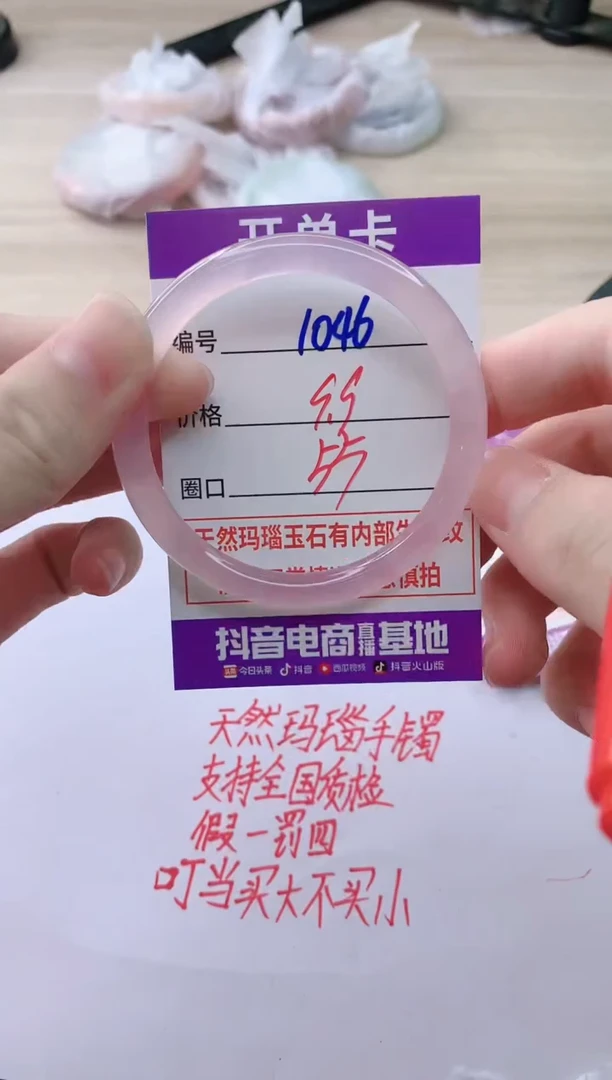 开单卡
编号 1046
价格
圈口
天然玛瑙玉石有内部
慎拍
抖音电商直播基地
今日头条 抖音 西瓜视频 抖音火山版
天然玛瑙手镯
支持全国质检
假一罚四
叮当买大不买小